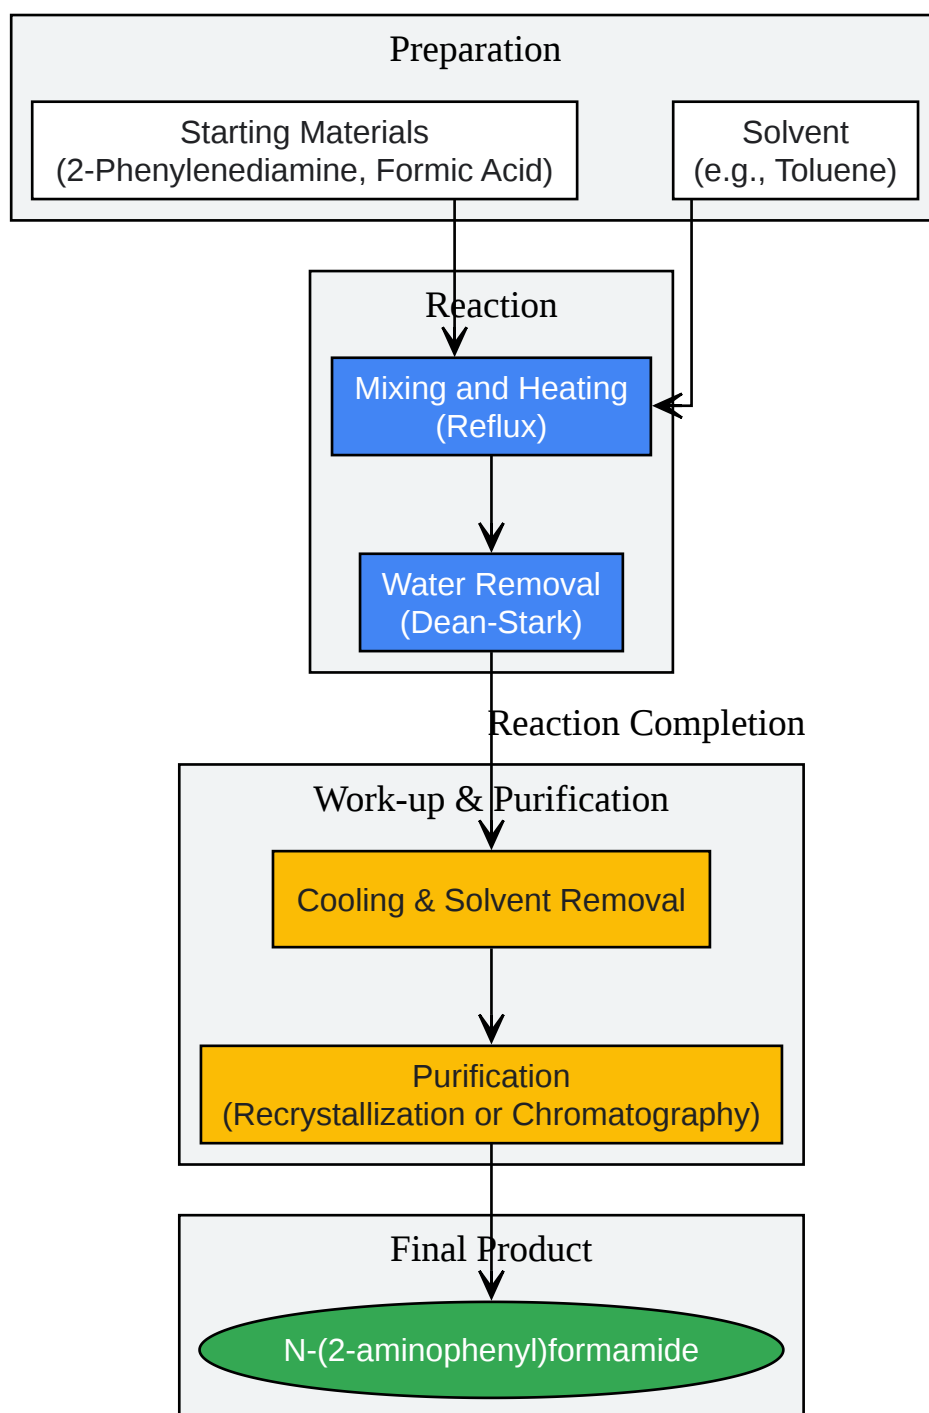 Preparation
Starting Materials
(2-Phenylenediamine, Formic Acid)
Solvent
(e.g., Toluene)
Reaction
Mixing and Heating
(Reflux)
Water Removal
(Dean-Stark)
Reaction Completion
Work-up & Purification
Cooling & Solvent Removal
Purification
(Recrystallization or Chromatography)
Final Product
N-(2-aminophenyl)formamide